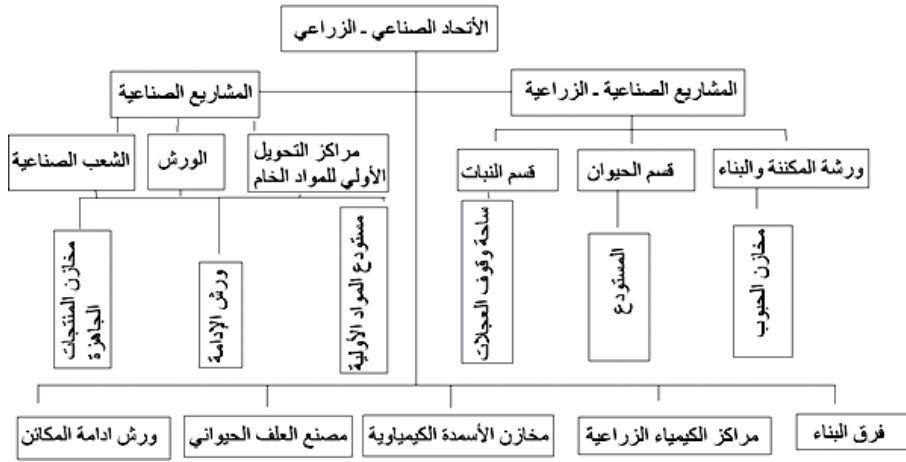 الأتحاد الصناعي - الزراعي
المشاريع الصناعية - الزراعية
المشاريع الصناعية
ورشة المكننة والبناء
قسم الحيوان
قسم النبات
مراكز التحويل
الأولي للمواد الخام
الورش
الشعب الصناعية
مخازن الحبوب
المستودع
ساحة وقوف العجلات
مستودع المواد الأولية
ورش الإدامة
مخازن المنتجات
الجاهزة
فرق البناء
مراكز الكيمياء الزراعية
مخازن الأسمدة الكيمياوية
مصنع العلف الحيواني
ورش ادامة المكائن